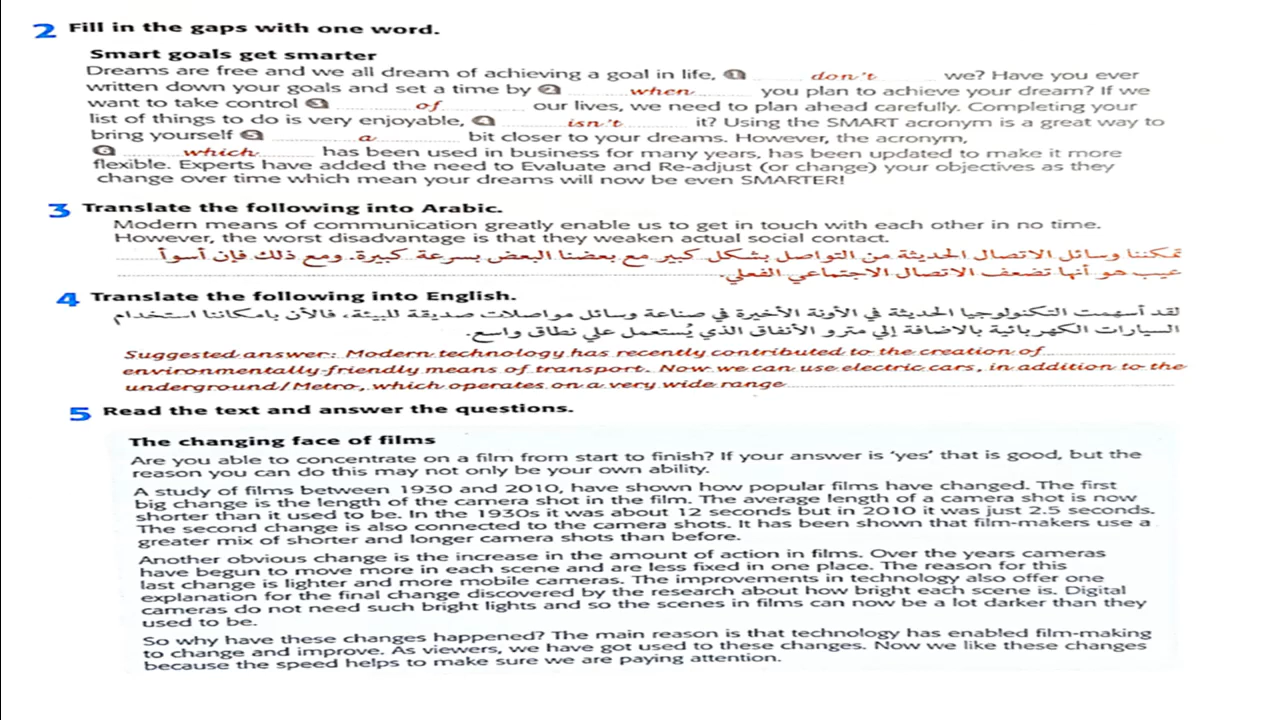 2 Fill in the gaps with one word.
Smart goals get smarter
Dreams are free and we all dream of achieving a goal in life, 1 don't we? Have you ever
written down your goals and set a time by 2 when you plan to achieve your dream? If we
want to take control 3 of our lives, we need to plan ahead carefully. Completing your
list of things to do is very enjoyable, 4 isn't it? Using the SMART acronym is a great way to
bring yourself 5 a bit closer to your dreams. However, the acronym,
6 which has been used in business for many years, has been updated to make it more
flexible. Experts have added the need to Evaluate and Re-adjust (or change) your objectives as they
change over time which mean your dreams will now be even SMARTER!
3 Translate the following into Arabic.
Modern means of communication greatly enable us to get in touch with each other in no time.
However, the worst disadvantage is that they weaken actual social contact.
تمكننا وسائل الاتصال الحديثة من التواصل بشكل كبير مع بعضنا البعض بسرعة كبيرة. ومع ذلك فإن أسوأ
عيب هو أنها تضعف الاتصال الاجتماعي الفعلي.
4 Translate the following into English.
لقد أسهمت التكنولوجيا الحديثة في الأونة الأخيرة في صناعة وسائل مواصلات صديقة للبيئة، فالأن بامكاننا استخدام
السيارات الكهربائية بالاضافة إلي مترو الأنفاق الذي يُستعمل علي نطاق واسع.
Suggested answer: Modern technology has recently contributed to the creation of
environmentally-friendly means of transport. Now we can use electric cars, in addition to the
underground/Metro, which operates on a very wide range
5 Read the text and answer the questions.
The changing face of films
Are you able to concentrate on a film from start to finish? If your answer is 'yes' that is good, but the
reason you can do this may not only be your own ability.
A study of films between 1930 and 2010, have shown how popular films have changed. The first
big change is the length of the camera shot in the film. The average length of a camera shot is now
shorter than it used to be. In the 1930s it was about 12 seconds but in 2010 it was just 2.5 seconds.
The second change is also connected to the camera shots. It has been shown that film-makers use a
greater mix of shorter and longer camera shots than before.
Another obvious change is the increase in the amount of action in films. Over the years cameras
have begun to move more in each scene and are less fixed in one place. The reason for this
last change is lighter and more mobile cameras. The improvements in technology also offer one
explanation for the final change discovered by the research about how bright each scene is. Digital
cameras do not need such bright lights and so the scenes in films can now be a lot darker than they
used to be.
So why have these changes happened? The main reason is that technology has enabled film-making
to change and improve. As viewers, we have got used to these changes. Now we like these changes
because the speed helps to make sure we are paying attention.